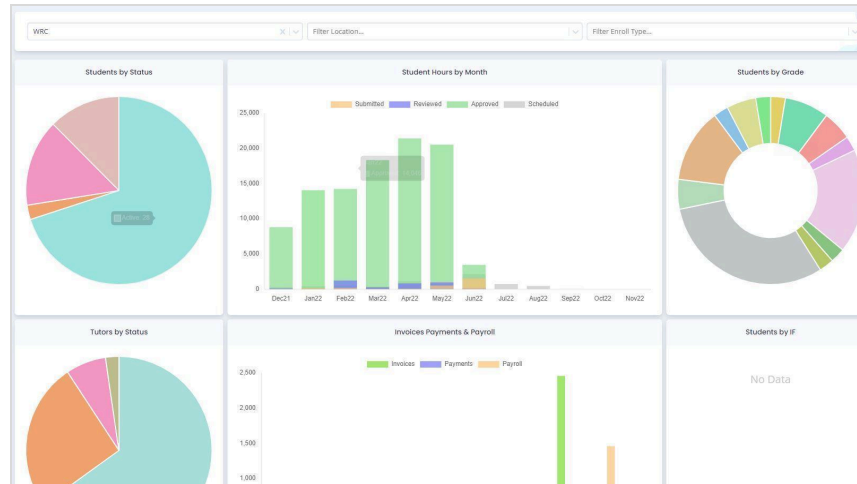 WRC
Filter Location...
Filter Enroll Type...
Students by Status
Student Hours by Month
Students by Grade
Submitted Reviewed Approved Scheduled
25,000
20,000
15,000
10,000
5,000
0
Dec21 Jan22 Feb22 Mar22 Apr22 May22 Jun22 Jul22 Aug22 Sep22 Oct22 Nov22
Active:
Tutors by Status
Invoices Payments & Payroll
Students by IF
Invoices Payments Payroll
No Data
2,500
2,000
1,500
1,000